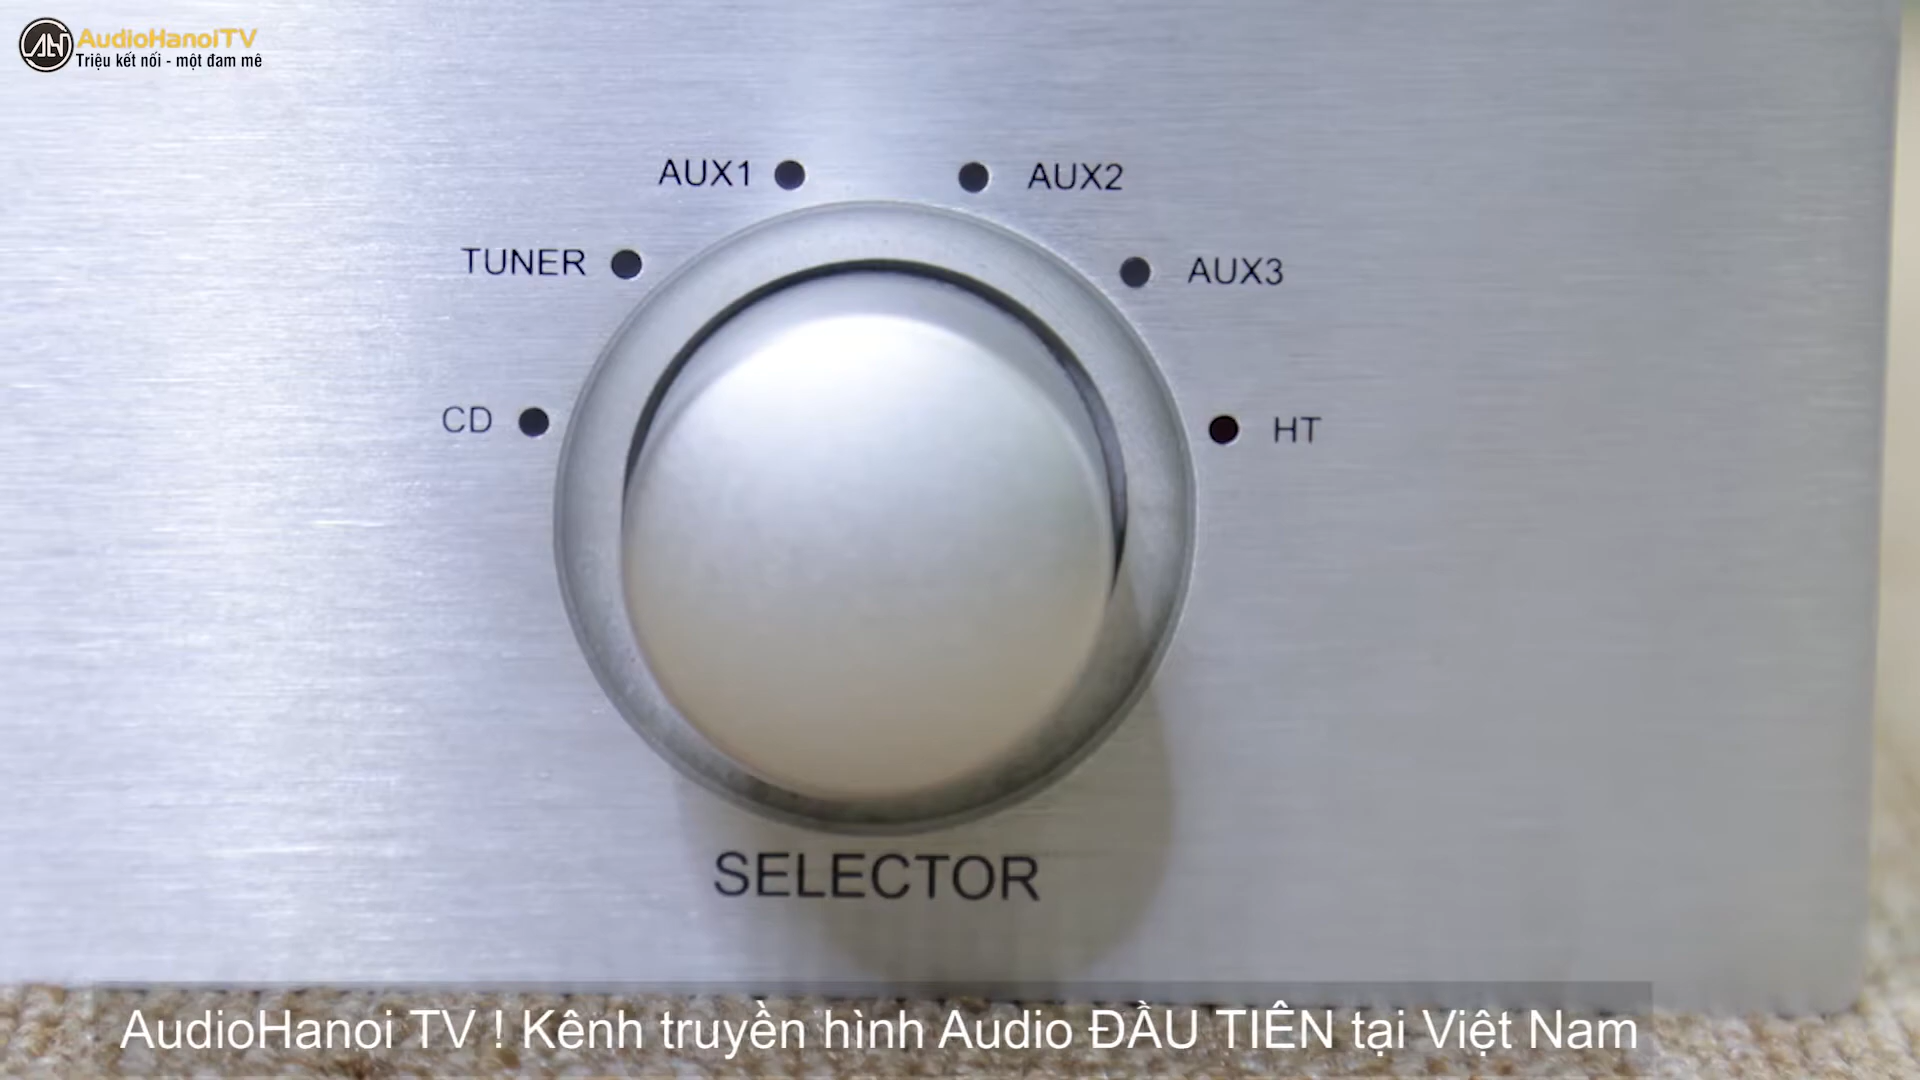 AudioHanoiTV
Triệu kết nối - một đam mê
AUX1
AUX2
TUNER
AUX3
CD
HT
SELECTOR
AudioHanoi TV ! Kênh truyền hình Audio ĐẦU TIÊN tại Việt Nam